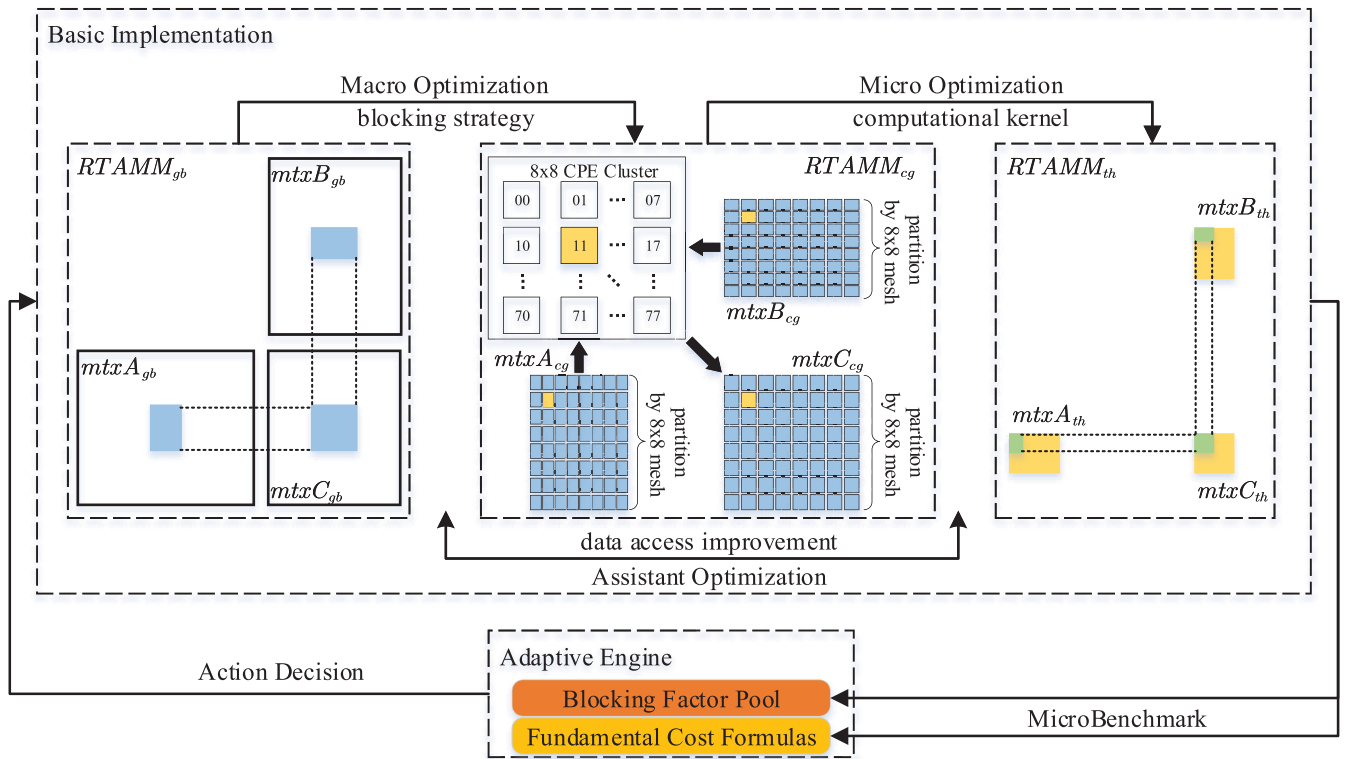 Basic Implementation
Macro Optimization
blocking strategy
Micro Optimization
computational kernel
RTAMM_gb
mtxB_gb
mtxA_gb
mtxC_gb
8x8 CPE Cluster
00 01 ··· 07
10 11 ··· 17
⋮ ⋮ ⋱ ⋮
70 71 ··· 77
RTAMM_cg
partition
by 8x8 mesh
mtxB_cg
mtxA_cg
partition
by 8x8 mesh
mtxC_cg
partition
by 8x8 mesh
RTAMM_th
mtxB_th
mtxA_th
mtxC_th
data access improvement
Assistant Optimization
Adaptive Engine
Action Decision
Blocking Factor Pool
MicroBenchmark
Fundamental Cost Formulas